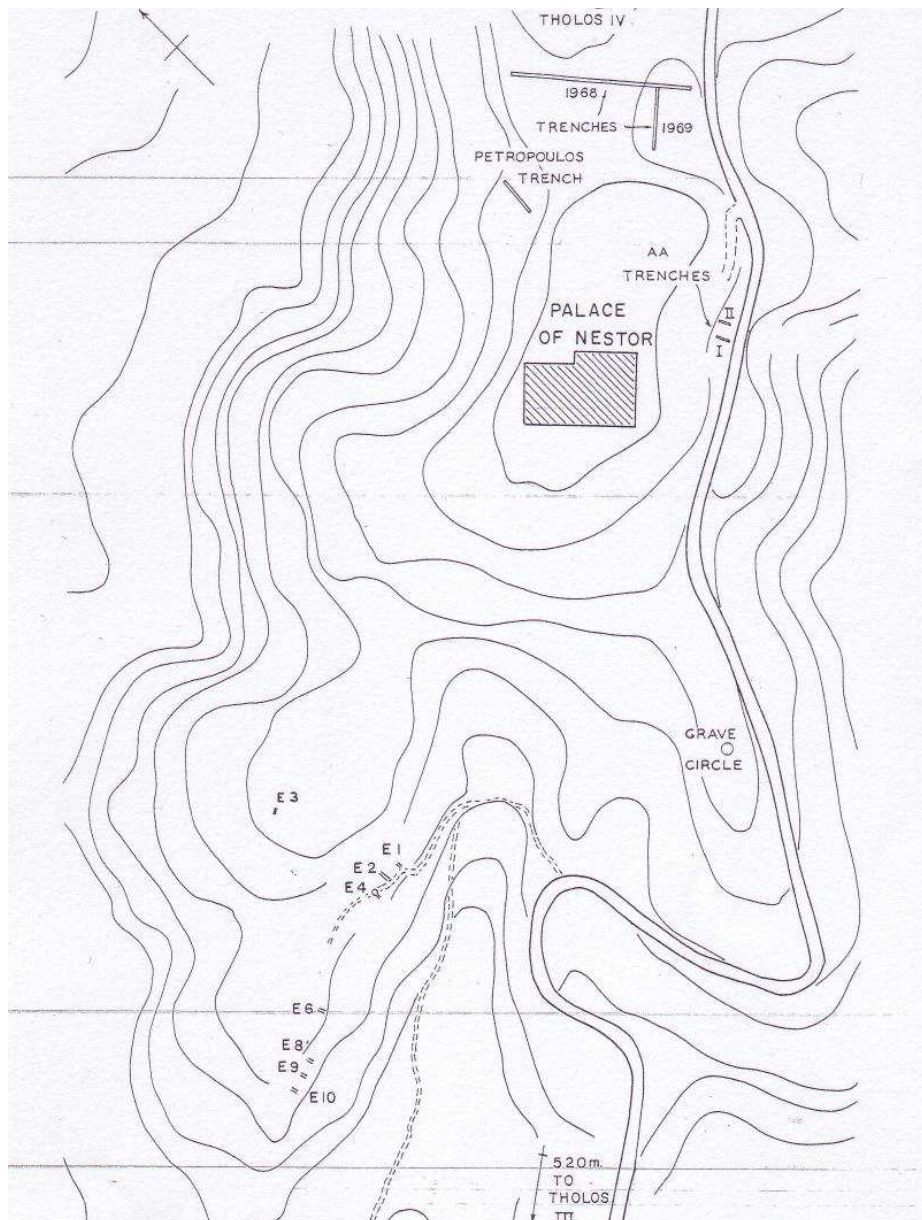 THOLOS IV
1968
TRENCHES
1969
PETROPOULOS
TRENCH
AA
TRENCHES
PALACE
OF NESTOR
II
I
GRAVE
CIRCLE
E3
E1
E2
E4
E6
E8
E9
E10
520m.
TO
THOLOS
III